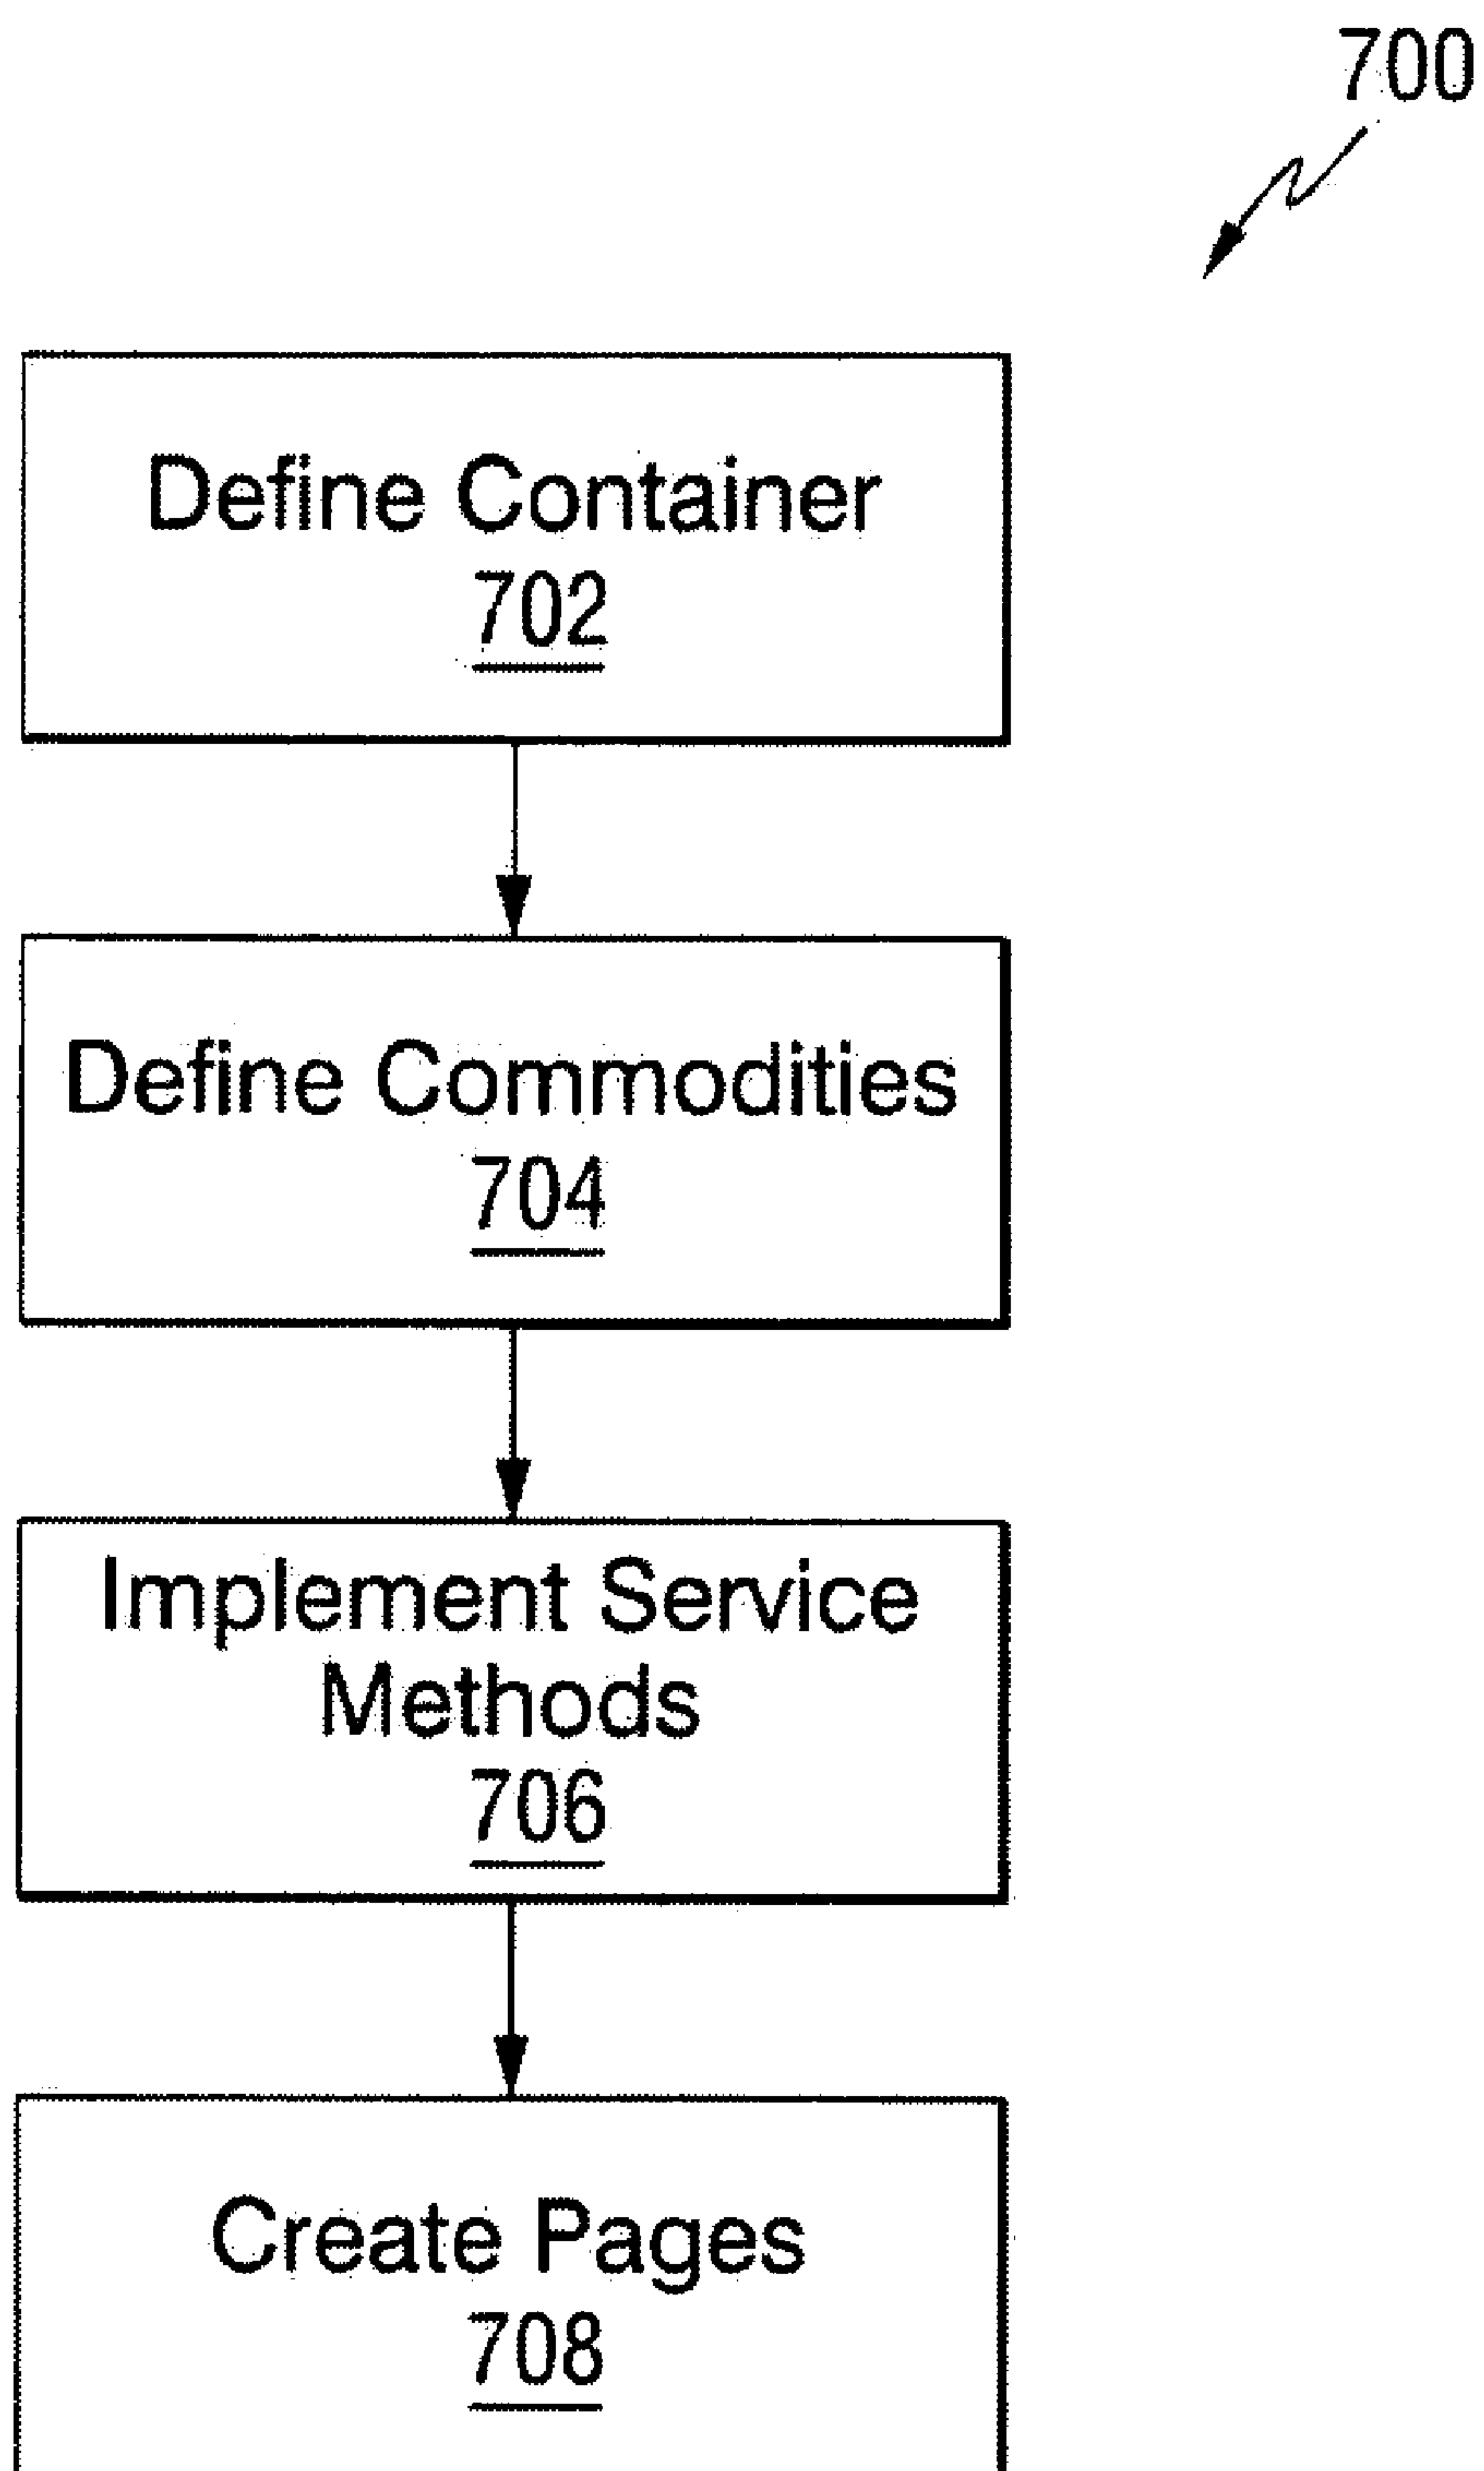 700
Define Container
702
Define Commodities
704
Implement Service
Methods
706
Create Pages
708